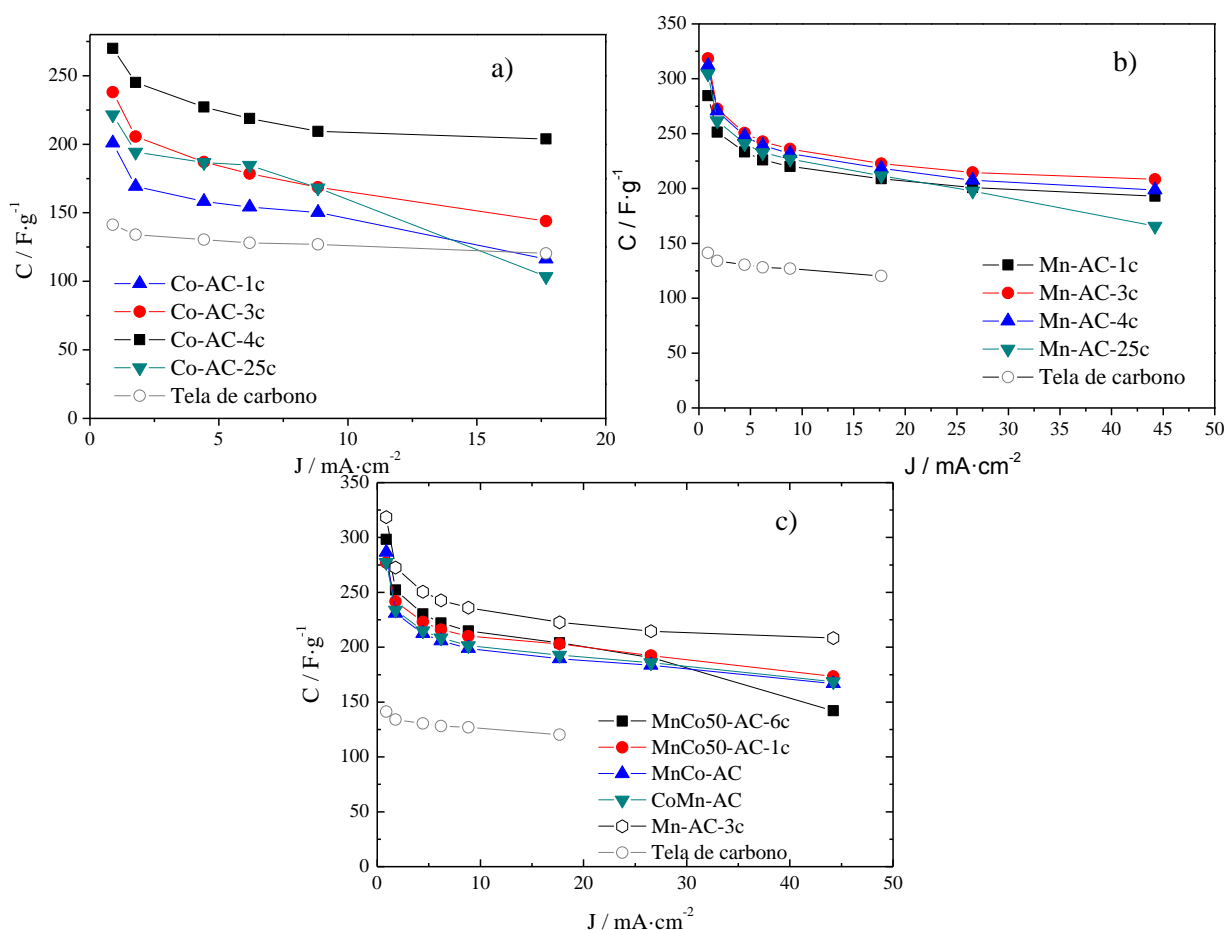 a)
250
200
150
100
50
0
C / F·g⁻¹
Co-AC-1c
Co-AC-3c
Co-AC-4c
Co-AC-25c
Tela de carbono
0 5 10 15 20
J / mA·cm⁻²
b)
350
300
250
200
150
100
50
0
C / F·g⁻¹
Mn-AC-1c
Mn-AC-3c
Mn-AC-4c
Mn-AC-25c
Tela de carbono
0 5 10 15 20 25 30 35 40 45 50
J / mA·cm⁻²
c)
350
300
250
200
150
100
50
0
C / F·g⁻¹
MnCo50-AC-6c
MnCo50-AC-1c
MnCo-AC
CoMn-AC
Mn-AC-3c
Tela de carbono
0 10 20 30 40 50
J / mA·cm⁻²